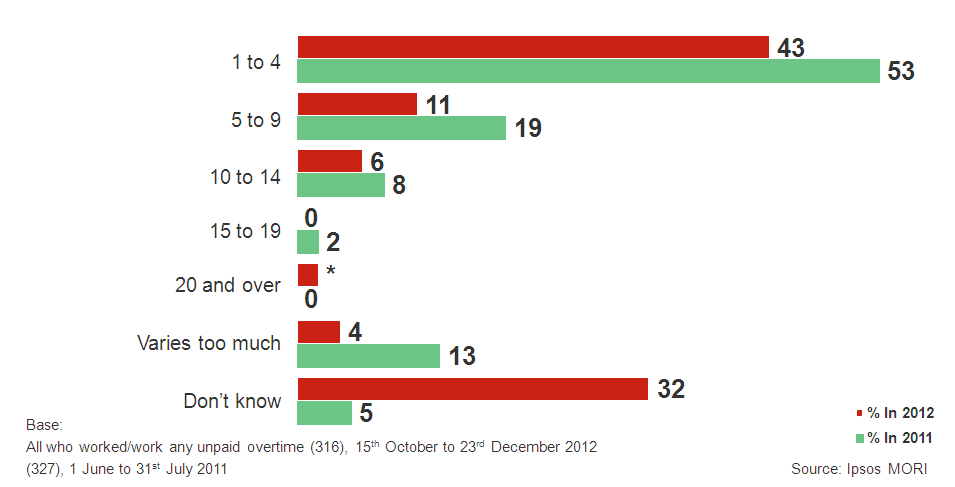 1 to 4
43
53
5 to 9
11
19
10 to 14
6
8
15 to 19
0
2
20 and over
*
0
Varies too much
4
13
Don’t know
32
5
% In 2012
% In 2011
Base:
All who worked/work any unpaid overtime (316), 15th October to 23rd December 2012
(327), 1 June to 31st July 2011
Source: Ipsos MORI